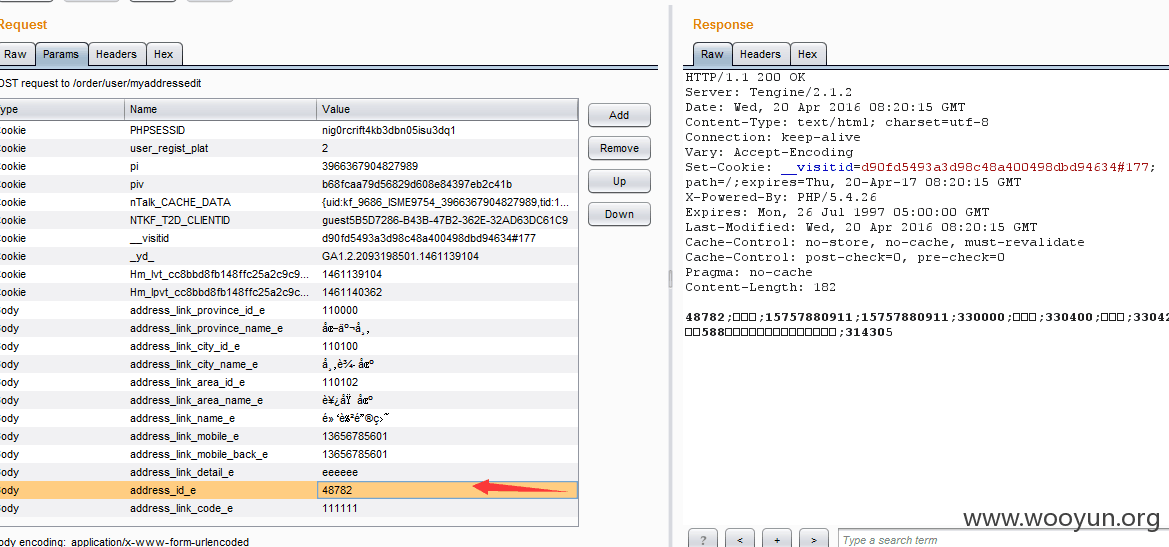 Request
Response
Raw Params Headers Hex
Raw Headers Hex
OST request to /order/user/myaddressedit
ype Name Value
ookie PHPSESSID nig0rcrift4kb3dbn05isu3dq1
ookie user_regist_plat 2
ookie pi 3966367904827989
ookie piv b68fcaa79d56829d608e84397eb2c41b
ookie nTalk_CACHE_DATA {uid:kf_9686_ISME9754_3966367904827989,tid:1...
ookie NTKF_T2D_CLIENTID guest5B5D7286-B43B-47B2-362E-32AD63DC61C9
ookie __visitid d90fd5493a3d98c48a400498dbd94634#177
ookie _yd_ GA1.2.2093198501.1461139104
ookie Hm_lvt_cc8bbd8fb148ffc25a2c9c9... 1461139104
ookie Hm_lpvt_cc8bbd8fb148ffc25a2c9c... 1461140362
ody address_link_province_id_e 110000
ody address_link_province_name_e
ody address_link_city_id_e 110100
ody address_link_city_name_e
ody address_link_area_id_e 110102
ody address_link_area_name_e
ody address_link_name_e
ody address_link_mobile_e 13656785601
ody address_link_mobile_back_e 13656785601
ody address_link_detail_e eeeeee
ody address_id_e 48782
ody address_link_code_e 111111
ody encoding: application/x-www-form-urlencoded
Add
Remove
Up
Down
HTTP/1.1 200 OK
Server: Tengine/2.1.2
Date: Wed, 20 Apr 2016 08:20:15 GMT
Content-Type: text/html; charset=utf-8
Connection: keep-alive
Vary: Accept-Encoding
Set-Cookie: __visitid=d90fd5493a3d98c48a400498dbd94634#177;
path=/;expires=Thu, 20-Apr-17 08:20:15 GMT
X-Powered-By: PHP/5.4.26
Expires: Mon, 26 Jul 1997 05:00:00 GMT
Last-Modified: Wed, 20 Apr 2016 08:20:15 GMT
Cache-Control: no-store, no-cache, must-revalidate
Cache-Control: post-check=0, pre-check=0
Pragma: no-cache
Content-Length: 182
48782;□□□;15757880911;15757880911;330000;□□□;330400;□□□;33042
□□588□□□□□□□□□□□□□□;314305
www.wooyun.org
? < + > Type a search term